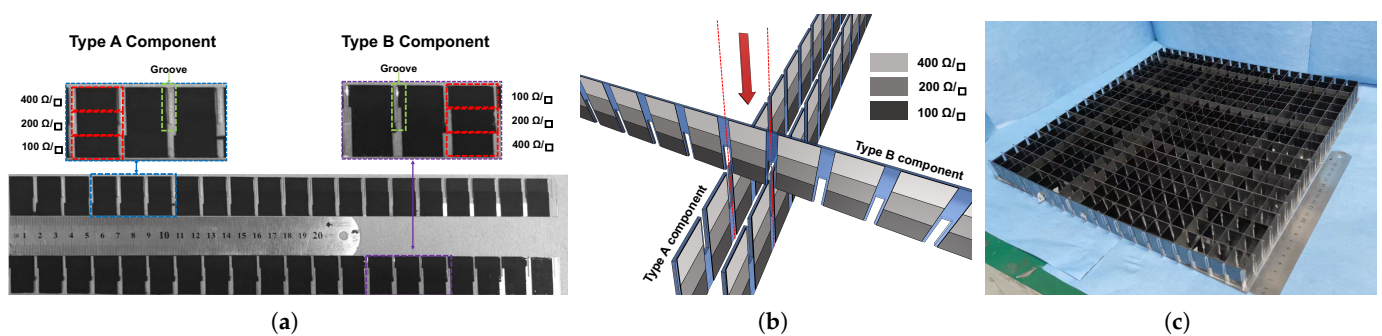 Type A Component
Type B Component
Groove
Groove
400 Ω/□
200 Ω/□
100 Ω/□
100 Ω/□
200 Ω/□
400 Ω/□
1 2 3 4 5 6 7 8 9 10 11 12 13 14 15 16 17 18 19 20
400 Ω/□
200 Ω/□
100 Ω/□
Type B component
Type A component
(a)
(b)
(c)